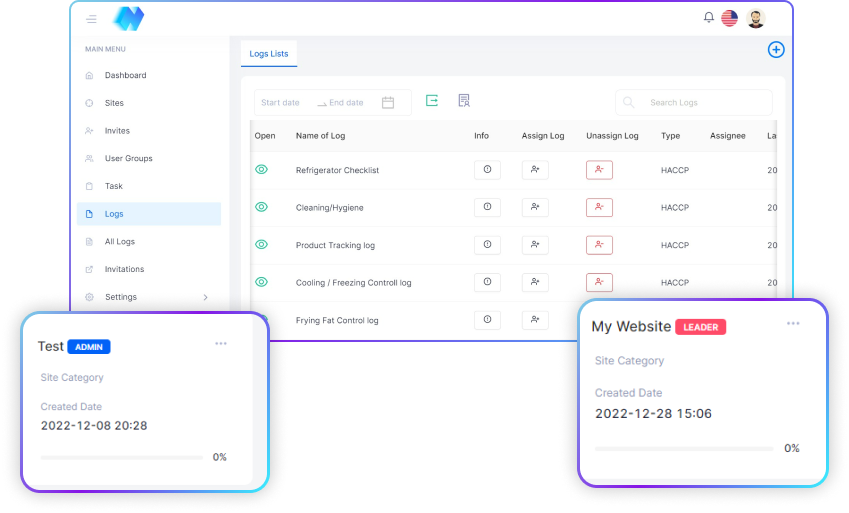 MAIN MENU
Dashboard
Sites
Invites
User Groups
Task
Logs
All Logs
Invitations
Settings
Logs Lists
Start date End date
Search Logs
Open Name of Log Info Assign Log Unassign Log Type Assignee La
Refrigerator Checklist HACCP 20
Cleaning/Hygiene HACCP 20
Product Tracking log HACCP 20
Cooling / Freezing Controll log HACCP 20
Frying Fat Control log
Test ADMIN
Site Category
Created Date
2022-12-08 20:28
0%
My Website LEADER
Site Category
Created Date
2022-12-28 15:06
0%